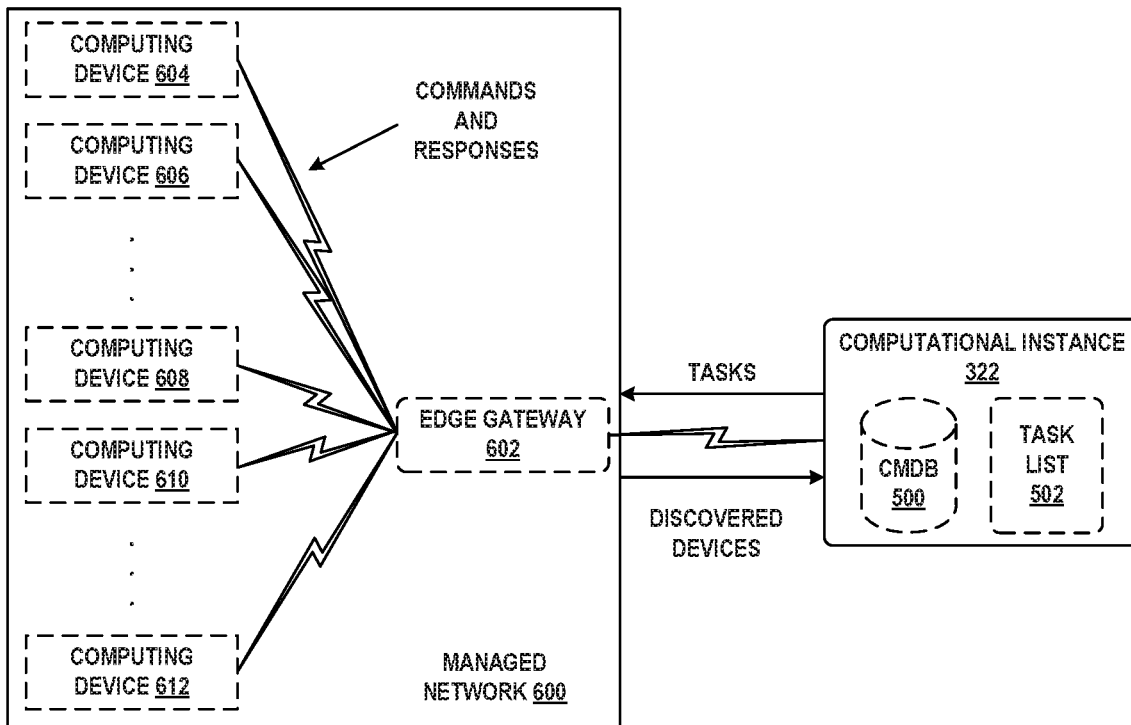 COMPUTING
DEVICE 604
COMMANDS
AND
RESPONSES
COMPUTING
DEVICE 606
COMPUTING
DEVICE 608
COMPUTING
DEVICE 610
EDGE GATEWAY
602
TASKS
DISCOVERED
DEVICES
COMPUTATIONAL INSTANCE
322
CMDB
500
TASK
LIST
502
COMPUTING
DEVICE 612
MANAGED
NETWORK 600